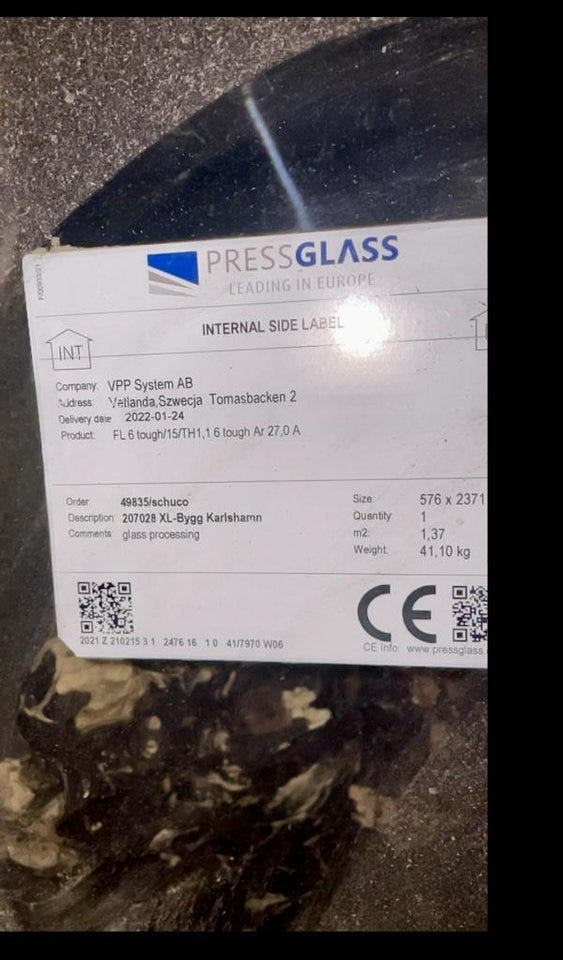 PRESSGLASS
LEADING IN EUROPE
INTERNAL SIDE LABEL
INT
Company: VPP System AB
Address: Vetlanda,Szwecja Tomasbacken 2
Delivery date 2022-01-24
Product: FL 6 tough/15/TH1,1 6 tough Ar 27,0 A
Order: 49835/schuco
Description: 207028 XL-Bygg Karlshamn
Comments: glass processing
Size: 576 x 2371
Quantity 1
m2: 1,37
Weight: 41,10 kg
CE
2021 Z 210215 3 1 2476 16 1 0 41/7970 W06
CE Info: www.pressglass.